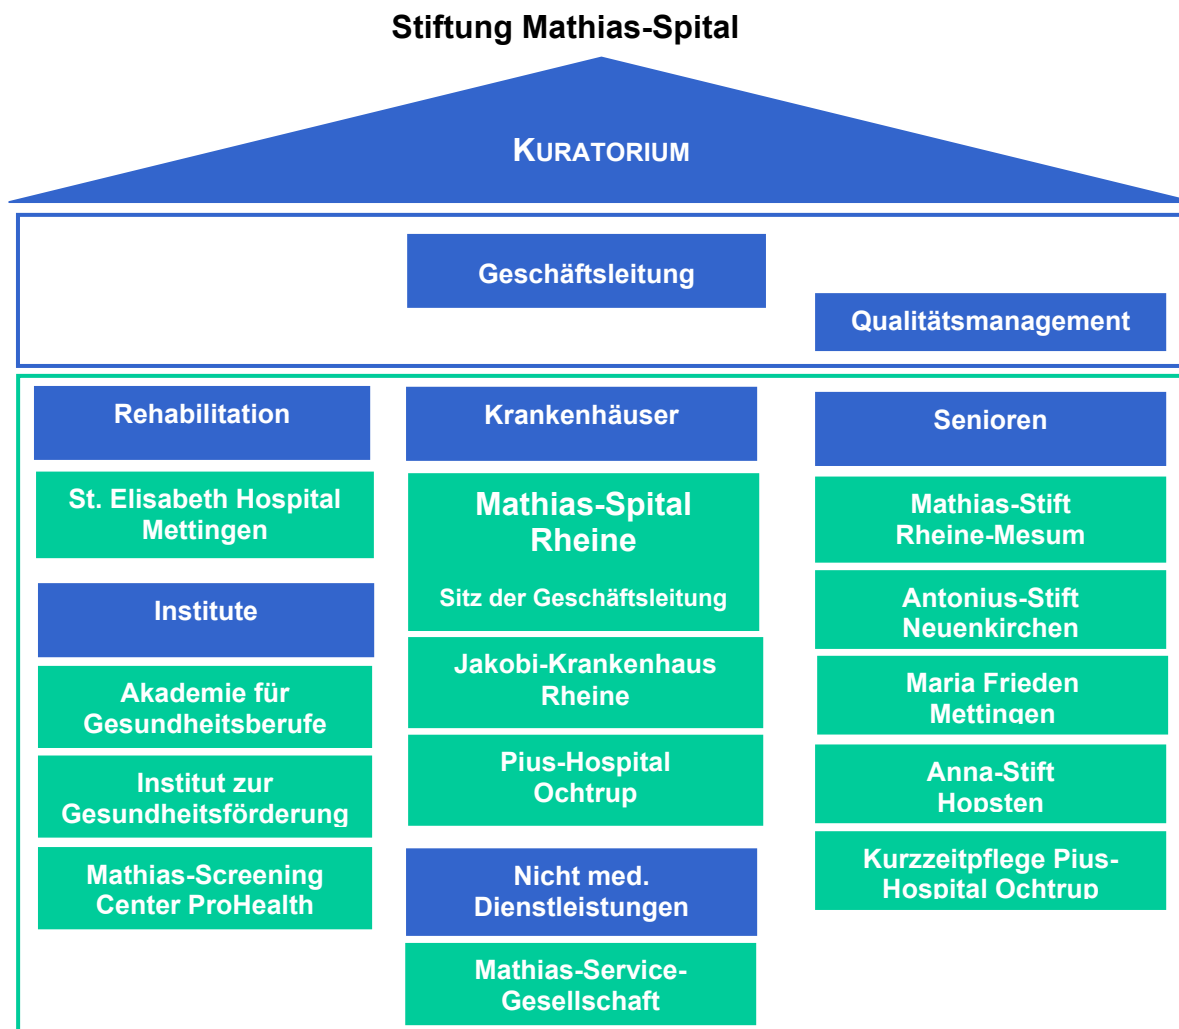 Stiftung Mathias-Spital
KURATORIUM
Geschäftsleitung
Qualitätsmanagement
Rehabilitation
St. Elisabeth Hospital
Mettingen
Institute
Akademie für
Gesundheitsberufe
Institut zur
Gesundheitsförderung
Mathias-Screening
Center ProHealth
Krankenhäuser
Mathias-Spital
Rheine
Sitz der Geschäftsleitung
Jakobi-Krankenhaus
Rheine
Pius-Hospital
Ochtrup
Nicht med.
Dienstleistungen
Mathias-Service-
Gesellschaft
Senioren
Mathias-Stift
Rheine-Mesum
Antonius-Stift
Neuenkirchen
Maria Frieden
Mettingen
Anna-Stift
Hopsten
Kurzzeitpflege Pius-
Hospital Ochtrup